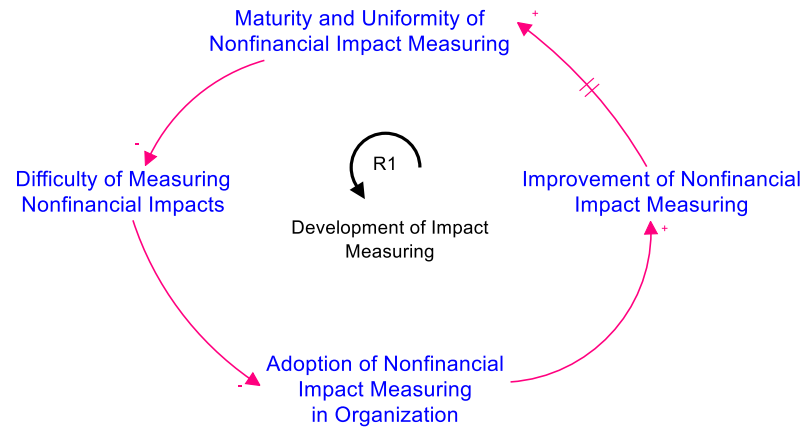 Maturity and Uniformity of
Nonfinancial Impact Measuring
+
-
R1
Difficulty of Measuring
Nonfinancial Impacts
Improvement of Nonfinancial
Impact Measuring
Development of Impact
Measuring
+
-
Adoption of Nonfinancial
Impact Measuring
in Organization